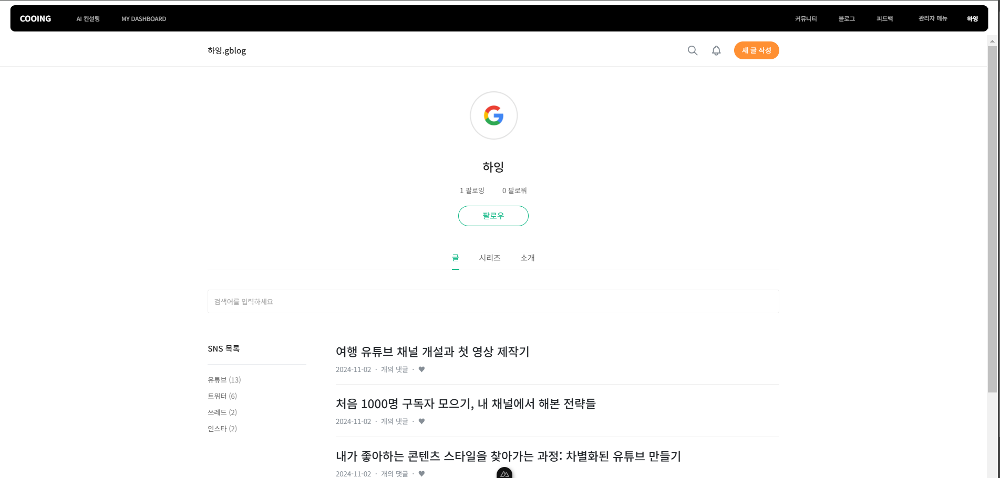 COOING AI 컨설팅 MY DASHBOARD 커뮤니티 블로그 피드백 관리자 메뉴 하잉
하잉.gblog 새 글 작성
하잉
1 팔로잉 0 팔로워
팔로우
글 시리즈 소개
검색어를 입력하세요
SNS 목록
유튜브 (13)
트위터 (6)
쓰레드 (2)
인스타 (2)
여행 유튜브 채널 개설과 첫 영상 제작기
2024-11-02 · 개의 댓글 · ♥
처음 1000명 구독자 모으기, 내 채널에서 해본 전략들
2024-11-02 · 개의 댓글 · ♥
내가 좋아하는 콘텐츠 스타일을 찾아가는 과정: 차별화된 유튜브 만들기
2024-11-02 · 개의 댓글 · ♥